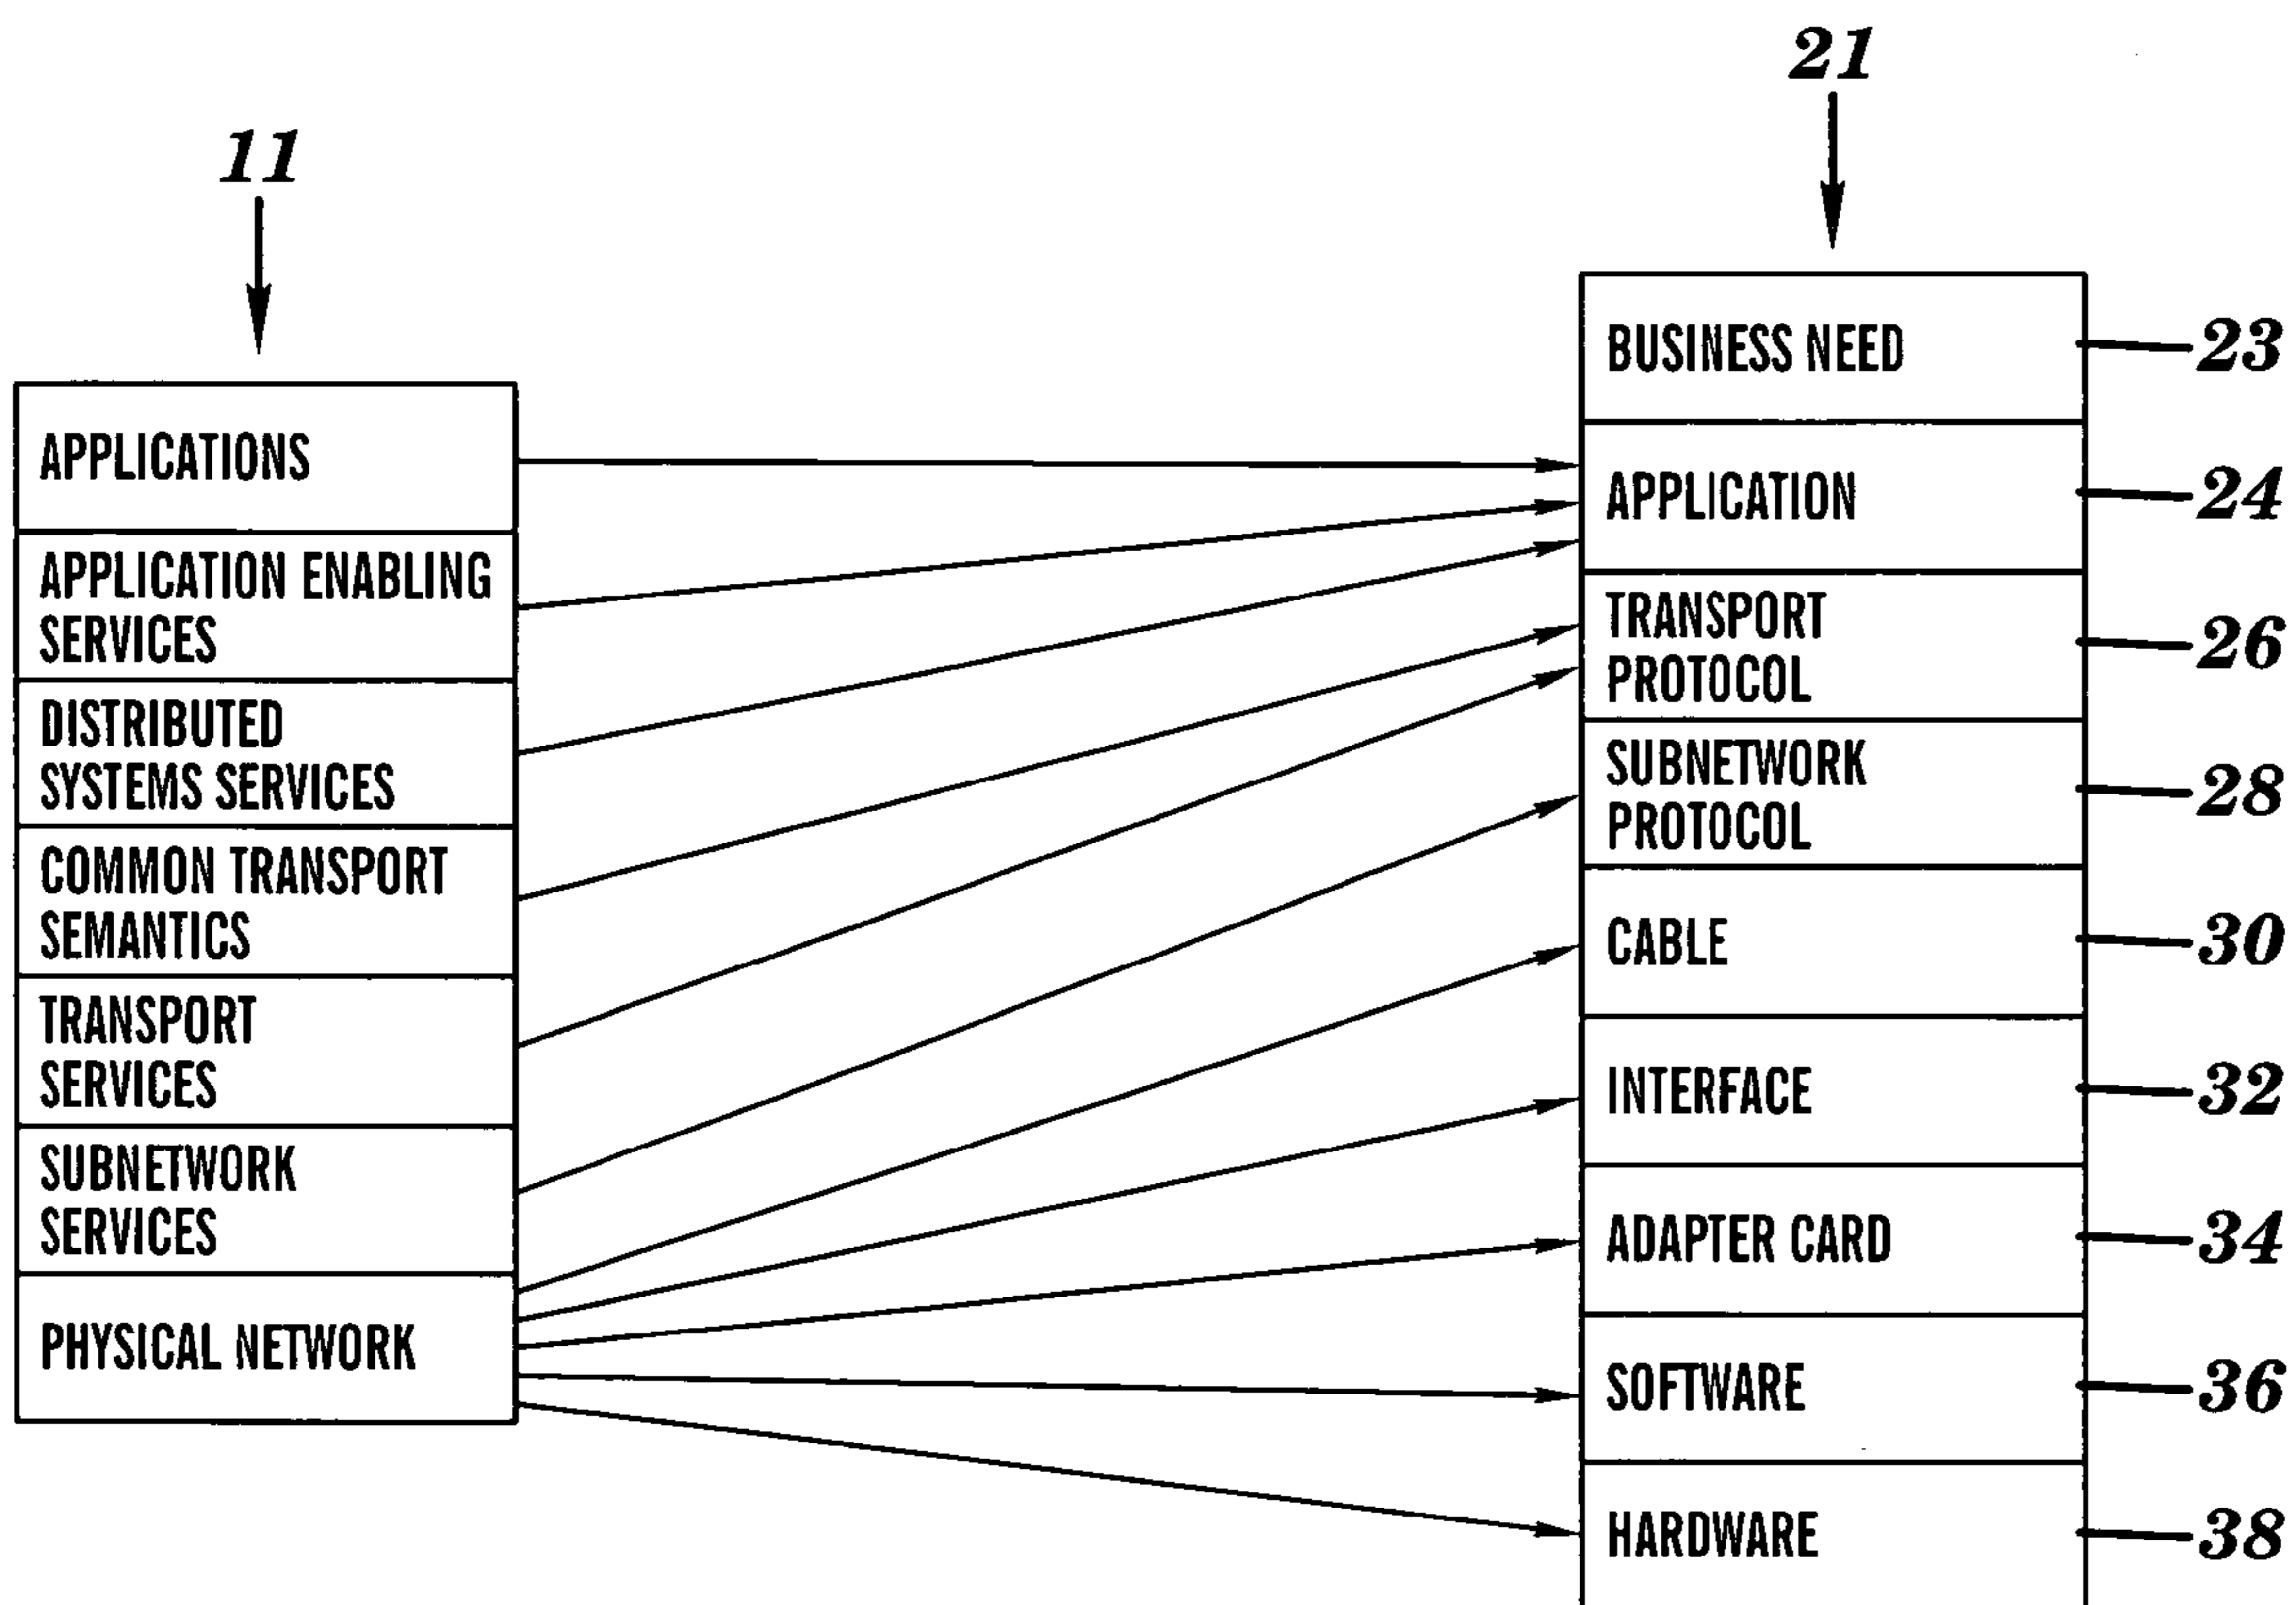 11
APPLICATIONS
APPLICATION ENABLING
SERVICES
DISTRIBUTED
SYSTEMS SERVICES
COMMON TRANSPORT
SEMANTICS
TRANSPORT
SERVICES
SUBNETWORK
SERVICES
PHYSICAL NETWORK
21
BUSINESS NEED
23
APPLICATION
24
TRANSPORT
PROTOCOL
26
SUBNETWORK
PROTOCOL
28
CABLE
30
INTERFACE
32
ADAPTER CARD
34
SOFTWARE
36
HARDWARE
38